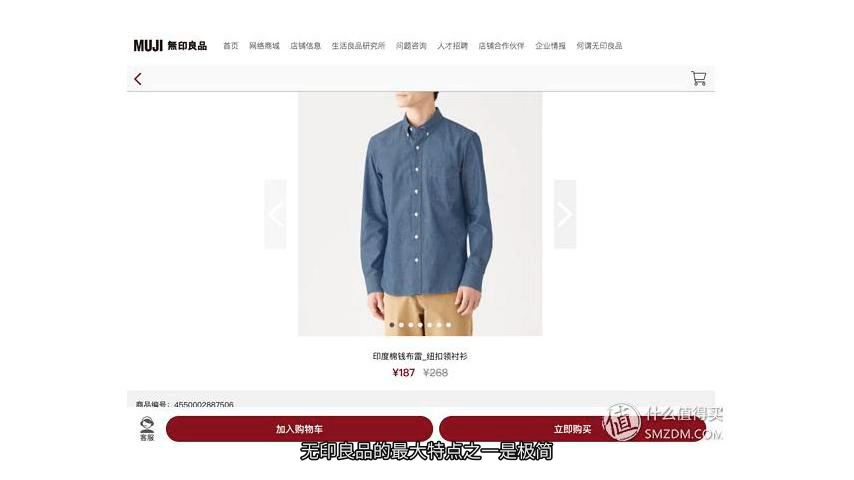 MUJI 無印良品 首页 网络商城 店铺信息 生活良品研究所 问题咨询 人才招聘 店铺合作伙伴 企业情报 何谓无印良品
印度棉钱布雷_纽扣领衬衫
¥187 ¥268
商品编号: 4550002887506
客服
加入购物车
立即购买
值 什么值得买
SMZDM.COM
无印良品的最大特点之一是极简